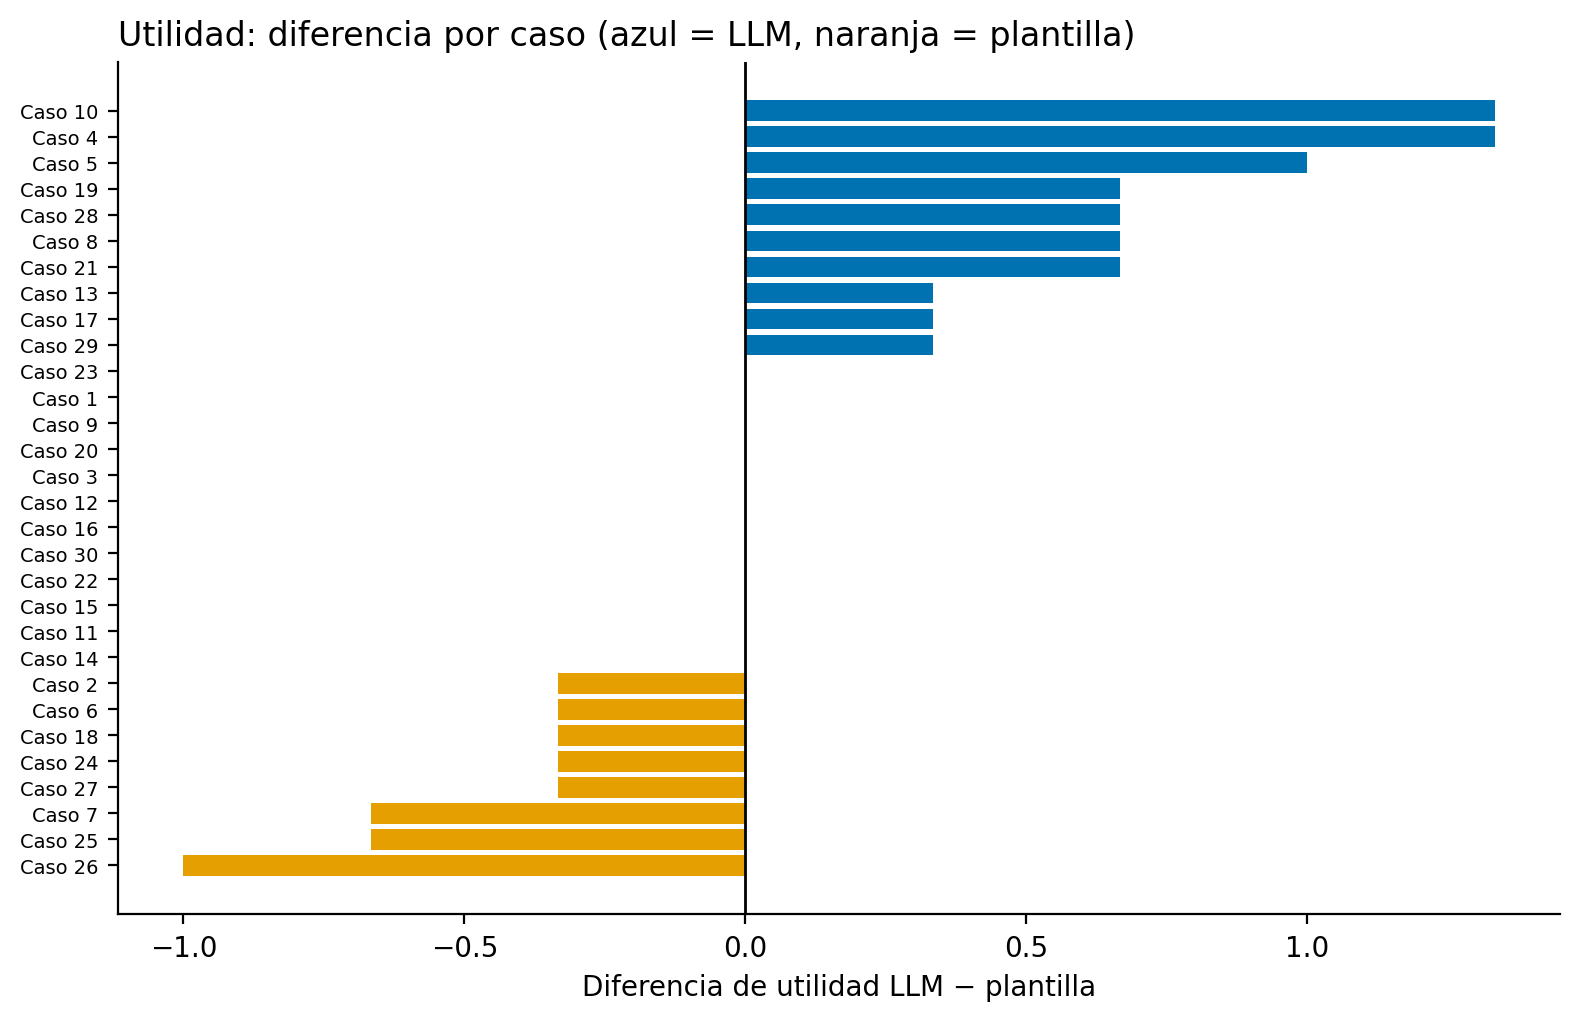 Utilidad: diferencia por caso (azul = LLM, naranja = plantilla)
Caso 10
Caso 4
Caso 5
Caso 19
Caso 28
Caso 8
Caso 21
Caso 13
Caso 17
Caso 29
Caso 23
Caso 1
Caso 9
Caso 20
Caso 3
Caso 12
Caso 16
Caso 30
Caso 22
Caso 15
Caso 11
Caso 14
Caso 2
Caso 6
Caso 18
Caso 24
Caso 27
Caso 7
Caso 25
Caso 26
−1.0 −0.5 0.0 0.5 1.0
Diferencia de utilidad LLM − plantilla